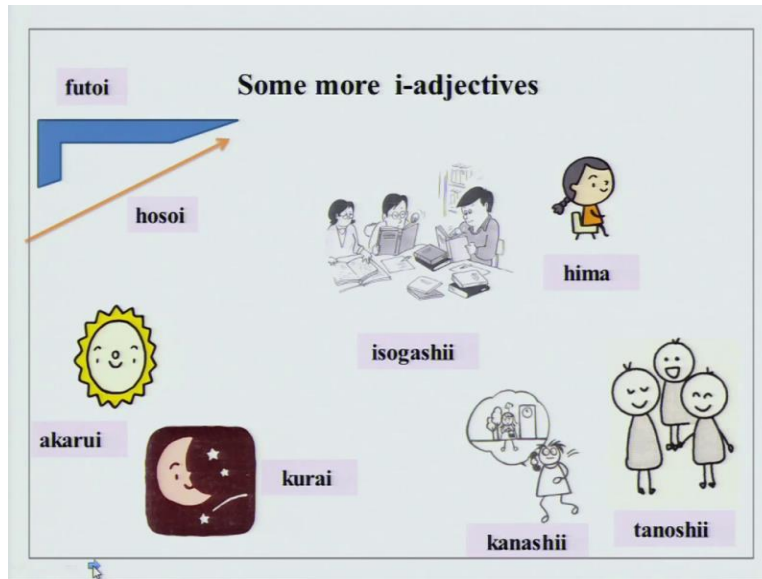 futoi
Some more i-adjectives
hosoi
hima
isogashii
akarui
kurai
kanashii
tanoshii